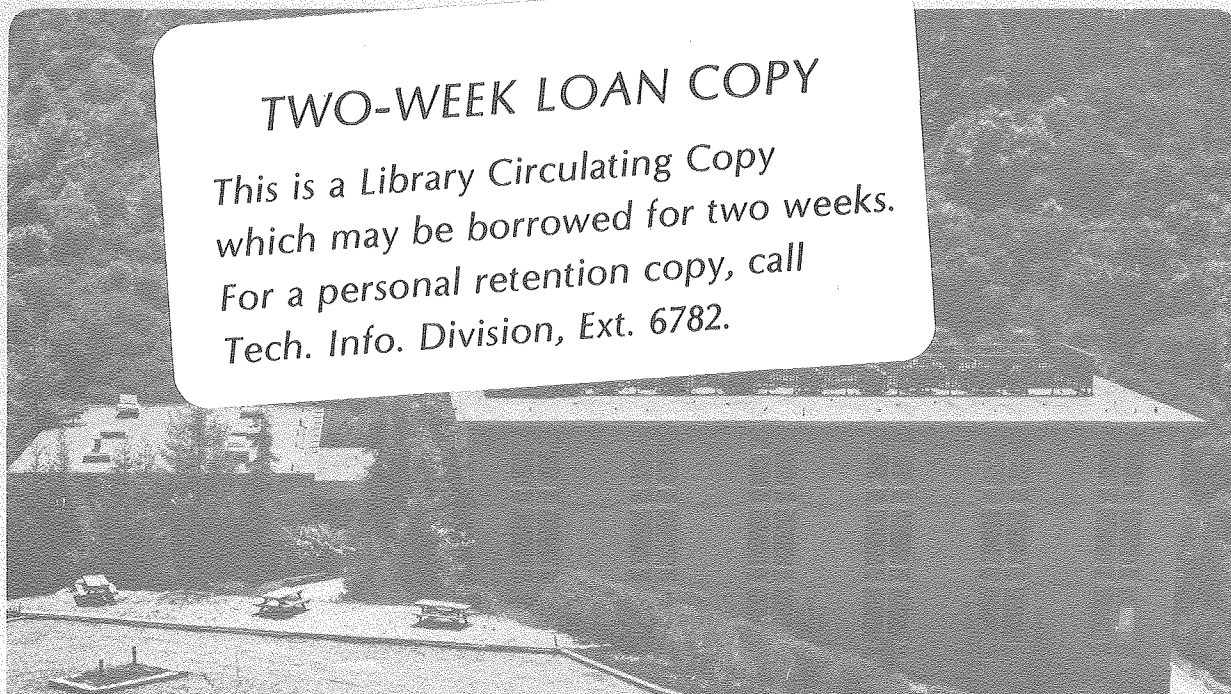 TWO-WEEK LOAN COPY
This is a Library Circulating Copy
which may be borrowed for two weeks.
For a personal retention copy, call
Tech. Info. Division, Ext. 6782.